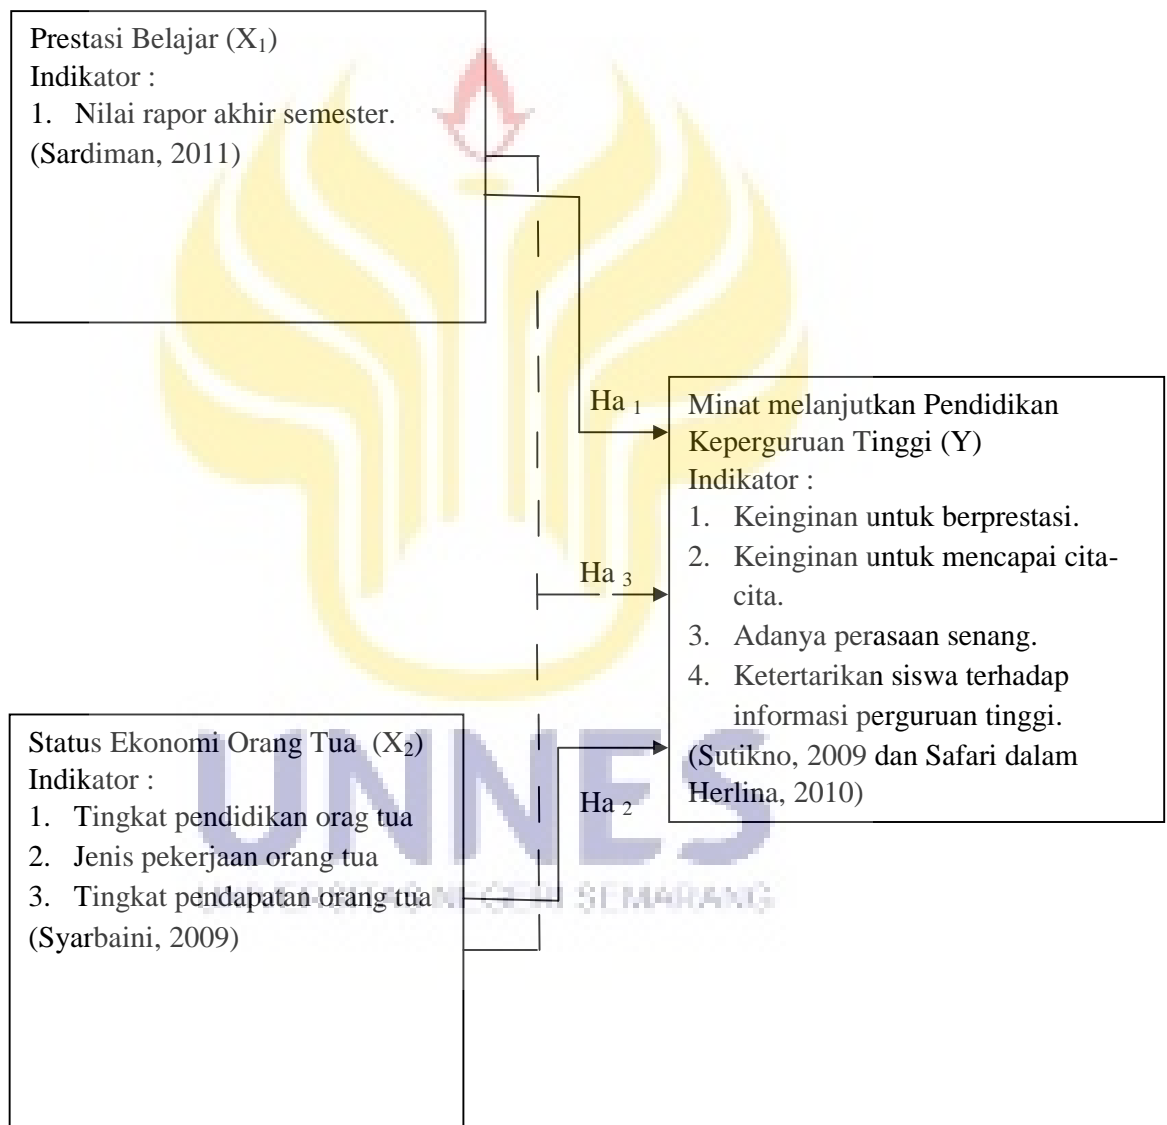 Prestasi Belajar (X₁)
Indikator :
1. Nilai rapor akhir semester.
(Sardiman, 2011)
Ha ₁
Minat melanjutkan Pendidikan
Keperguruan Tinggi (Y)
Indikator :
1. Keinginan untuk berprestasi.
2. Keinginan untuk mencapai cita-
cita.
3. Adanya perasaan senang.
4. Ketertarikan siswa terhadap
informasi perguruan tinggi.
(Sutikno, 2009 dan Safari dalam
Herlina, 2010)
Ha ₃
Status Ekonomi Orang Tua (X₂)
Indikator :
1. Tingkat pendidikan orag tua
2. Jenis pekerjaan orang tua
3. Tingkat pendapatan orang tua
(Syarbaini, 2009)
Ha ₂
UNNES
UNIVERSITAS NEGERI SEMARANG